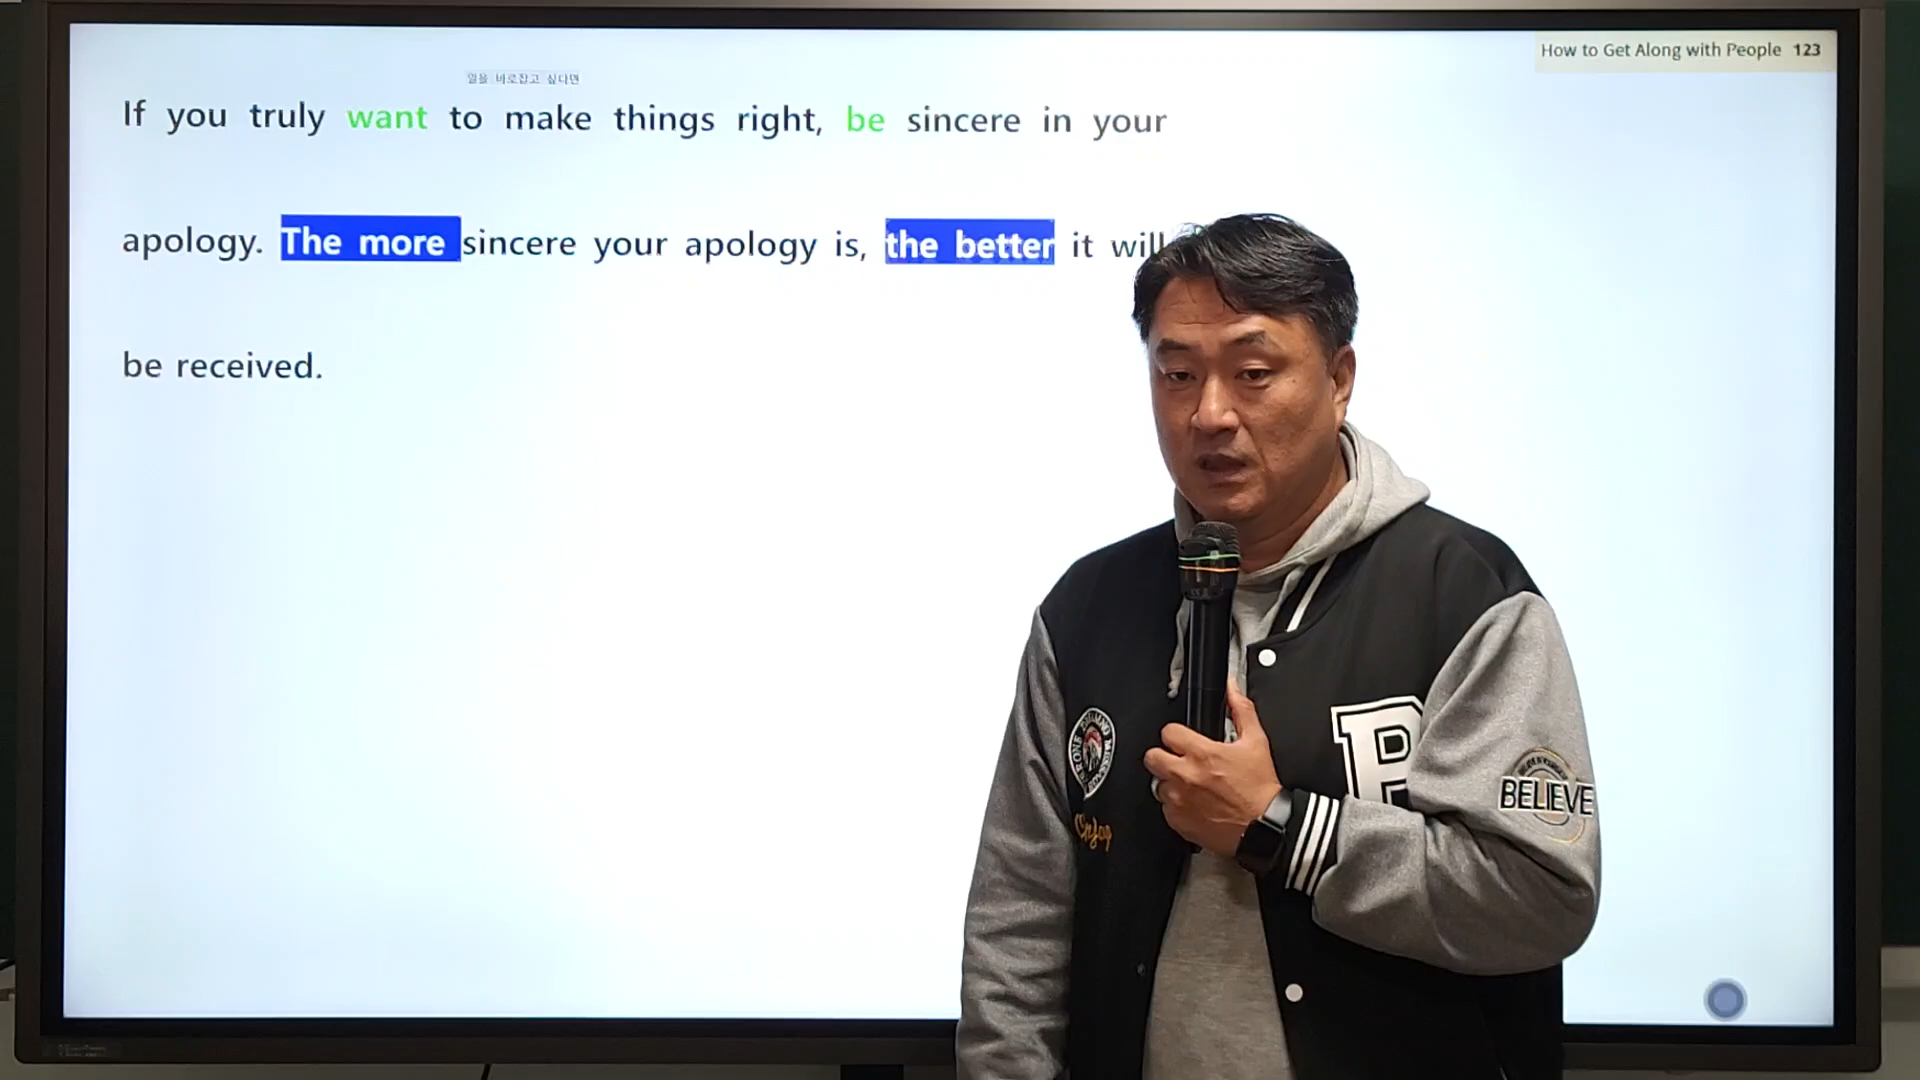 How to Get Along with People 123
일을 바로잡고 싶다면
If you truly want to make things right, be sincere in your
apology. The more sincere your apology is, the better it will
be received.
BELIEVE
Enjoy